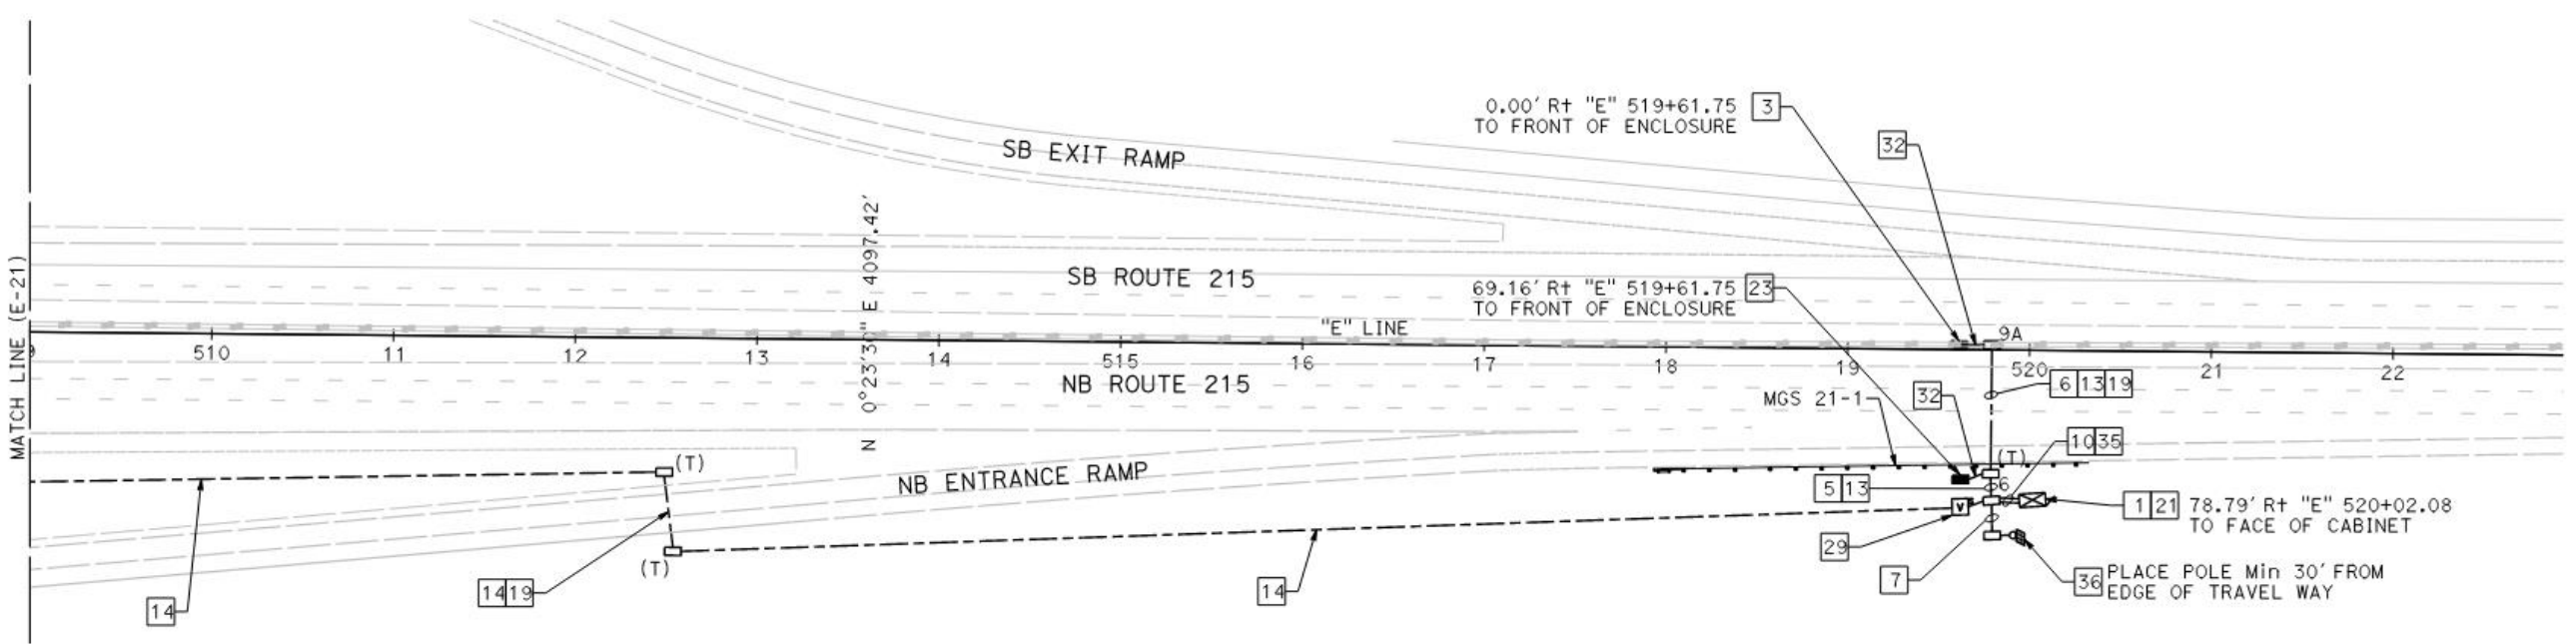 0.00' Rt "E" 519+61.75 3
TO FRONT OF ENCLOSURE
32
SB EXIT RAMP
MATCH LINE (E-21)
N 0°23'30" E 4097.42'
SB ROUTE 215
69.16' Rt "E" 519+61.75 23
TO FRONT OF ENCLOSURE
"E" LINE
9A
510 11 12 13 14 515 16 17 18 19 520 21 22
NB ROUTE 215
6 13 19
MGS 21-1
32
10 35
(T)
(T)
NB ENTRANCE RAMP
5 13
6
V
1 21 78.79' Rt "E" 520+02.08
TO FACE OF CABINET
29
(T)
7
36 PLACE POLE Min 30' FROM
EDGE OF TRAVEL WAY
14
14 19
14